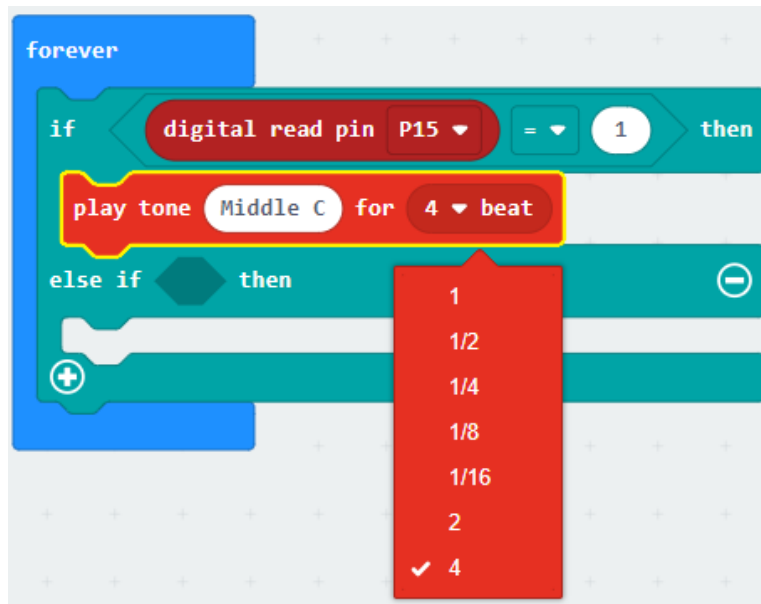 forever
if digital read pin P15 = 1 then
play tone Middle C for 4 beat
else if then
1
1/2
1/4
1/8
1/16
2
4